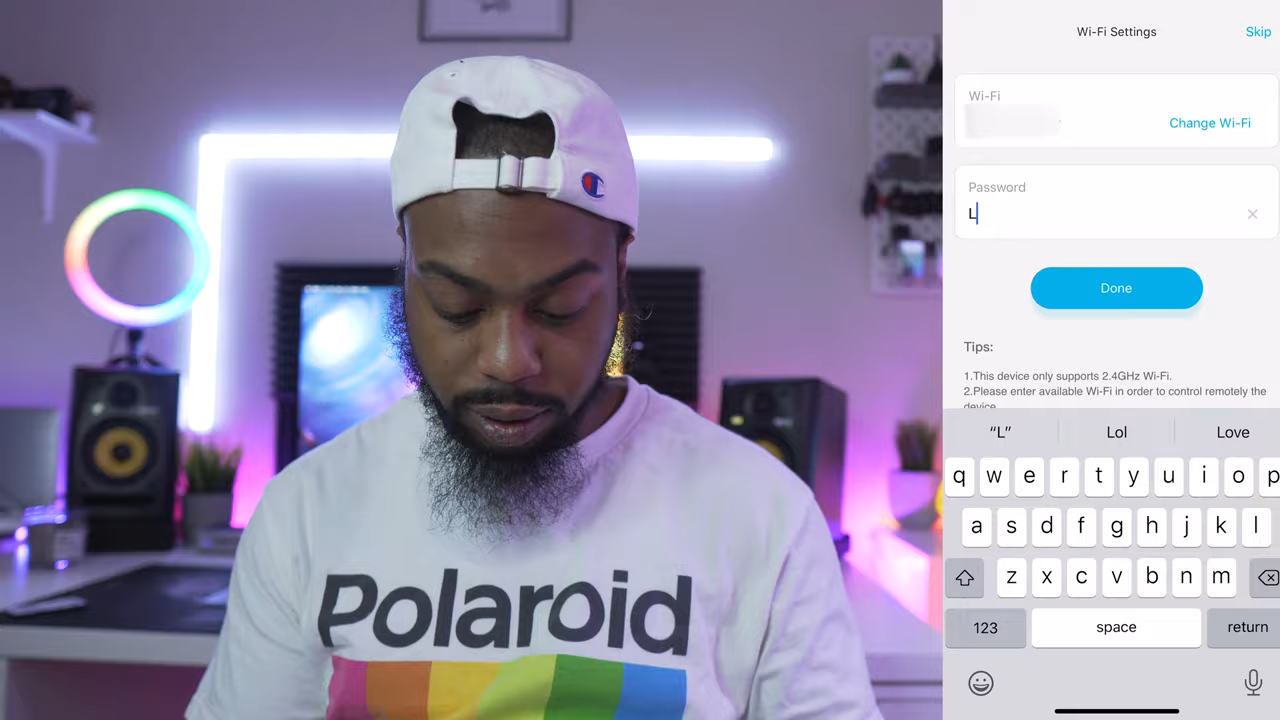 Polaroid
Wi-Fi Settings
Skip
Wi-Fi
Change Wi-Fi
Password
L
Done
Tips:
1.This device only supports 2.4GHz Wi-Fi.
2.Please enter available Wi-Fi in order to control remotely the
device
“L”
Lol
Love
q w e r t y u i o p
a s d f g h j k l
z x c v b n m
123
space
return